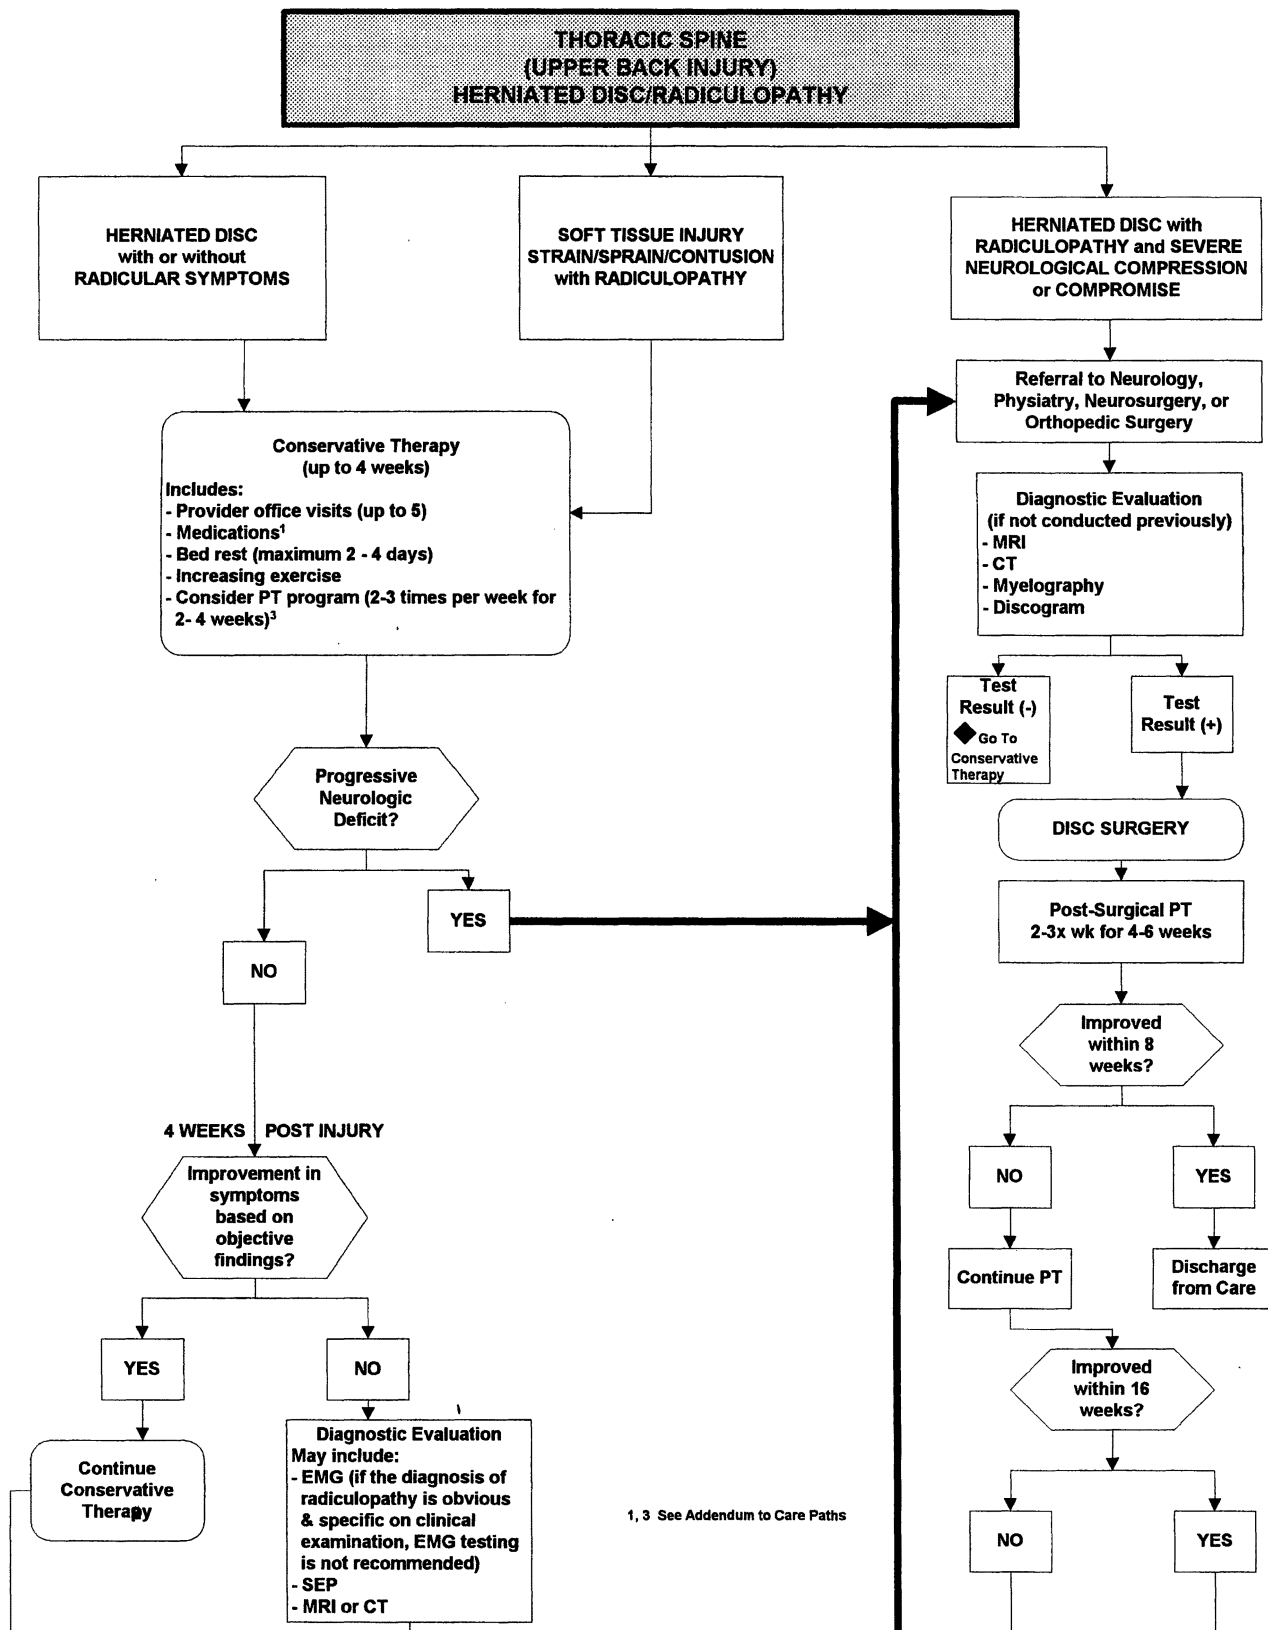 THORACIC SPINE
(UPPER BACK INJURY)
HERNIATED DISC/RADICULOPATHY
HERNIATED DISC
with or without
RADICULAR SYMPTOMS
SOFT TISSUE INJURY
STRAIN/SPRAIN/CONTUSION
with RADICULOPATHY
HERNIATED DISC with
RADICULOPATHY and SEVERE
NEUROLOGICAL COMPRESSION
or COMPROMISE
Conservative Therapy
(up to 4 weeks)
Includes:
- Provider office visits (up to 5)
- Medications¹
- Bed rest (maximum 2 - 4 days)
- Increasing exercise
- Consider PT program (2-3 times per week for
2- 4 weeks)³
Progressive
Neurologic
Deficit?
NO
YES
4 WEEKS POST INJURY
Improvement in
symptoms
based on
objective
findings?
YES
NO
Continue
Conservative
Therapy
Diagnostic Evaluation
May include:
- EMG (if the diagnosis of
radiculopathy is obvious
& specific on clinical
examination, EMG testing
is not recommended)
- SEP
- MRI or CT
1, 3 See Addendum to Care Paths
Referral to Neurology,
Physiatry, Neurosurgery, or
Orthopedic Surgery
Diagnostic Evaluation
(if not conducted previously)
- MRI
- CT
- Myelography
- Discogram
Test
Result (-)
◆ Go To
Conservative
Therapy
Test
Result (+)
DISC SURGERY
Post-Surgical PT
2-3x wk for 4-6 weeks
Improved
within 8
weeks?
NO
YES
Continue PT
Discharge
from Care
Improved
within 16
weeks?
NO
YES